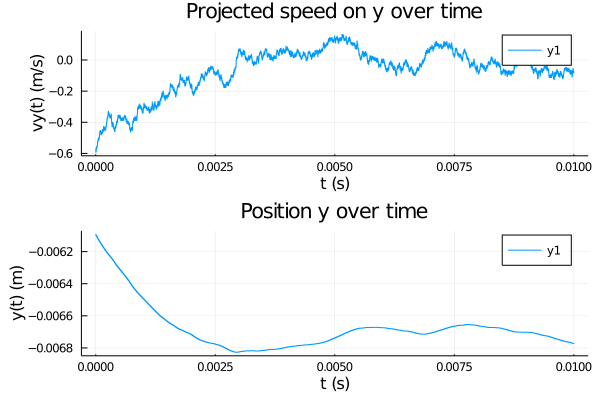 Projected speed on y over time
vy(t) (m/s)
0.0
−0.2
−0.4
−0.6
y1
0.0000
0.0025
0.0050
0.0075
0.0100
t (s)
Position y over time
y(t) (m)
−0.0062
−0.0064
−0.0066
−0.0068
y1
0.0000
0.0025
0.0050
0.0075
0.0100
t (s)